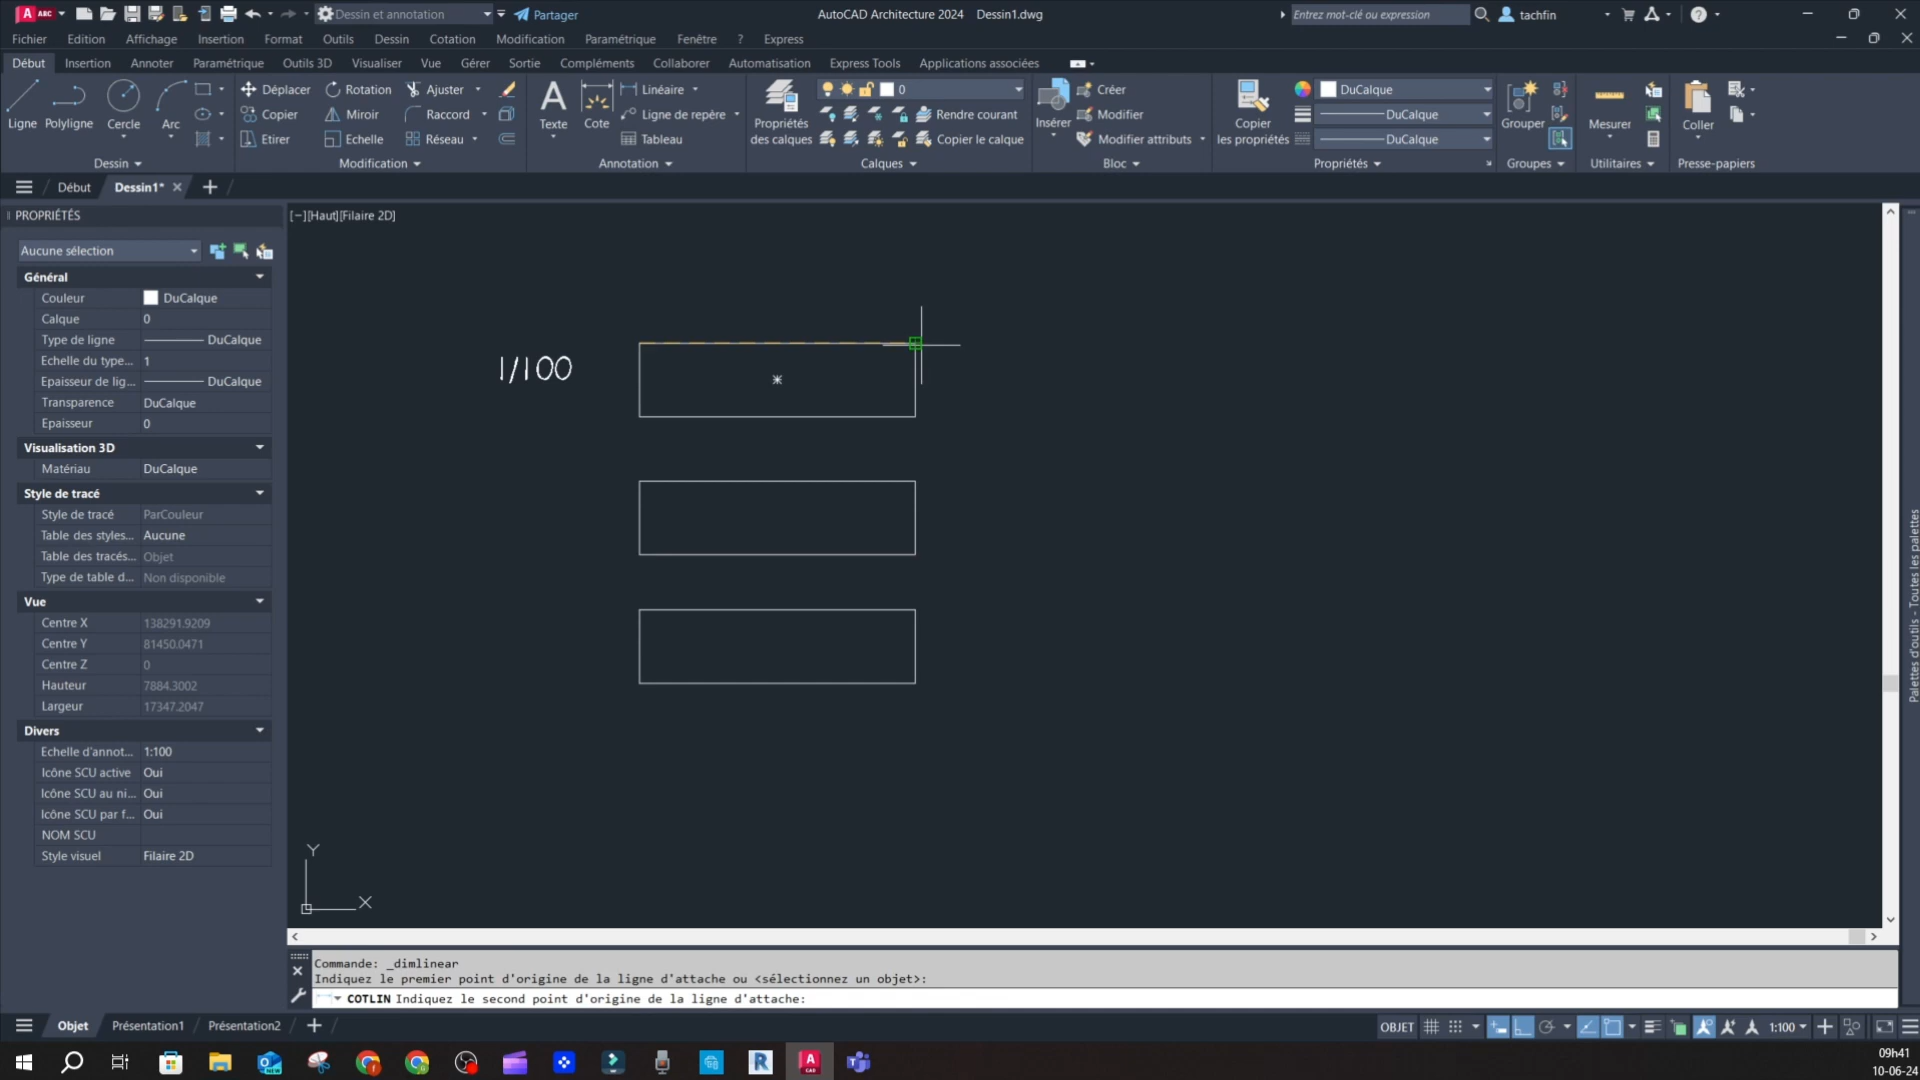 ABC
Dessin et annotation
Partager
AutoCAD Architecture 2024 Dessin1.dwg
Entrez mot-clé ou expression
tachfin
Fichier Edition Affichage Insertion Format Outils Dessin Cotation Modification Paramétrique Fenêtre ? Express
Début Insertion Annoter Paramétrique Outils 3D Visualiser Vue Gérer Sortie Compléments Collaborer Automatisation Express Tools Applications associées
Déplacer Rotation Ajuster Linéaire 0 Créer DuCalque
Ligne Polyligne Cercle Arc Copier Miroir Raccord Texte Cote Ligne de repère Propriétés des calques Rendre courant Insérer Modifier Copier les propriétés DuCalque Grouper Mesurer Coller
Etirer Echelle Réseau Tableau Copier le calque Modifier attributs DuCalque
Dessin Modification Annotation Calques Bloc Propriétés Groupes Utilitaires Presse-papiers
Début Dessin1*
PROPRIÉTÉS
[−][Haut][Filaire 2D]
Aucune sélection
Général
Couleur DuCalque
Calque 0
Type de ligne DuCalque
Echelle du type... 1
Epaisseur de lig... DuCalque
Transparence DuCalque
Epaisseur 0
Visualisation 3D
Matériau DuCalque
Style de tracé
Style de tracé ParCouleur
Table des styles... Aucune
Table des tracés... Objet
Type de table d... Non disponible
Vue
Centre X 138291.9209
Centre Y 81450.0471
Centre Z 0
Hauteur 7884.3002
Largeur 17347.2047
Divers
Echelle d'annot... 1:100
Icône SCU active Oui
Icône SCU au ni... Oui
Icône SCU par f... Oui
NOM SCU
Style visuel Filaire 2D
1/100
Y
X
Palettes d'outils - Toutes les palettes
Commande: _dimlinear
Indiquez le premier point d'origine de la ligne d'attache ou <sélectionnez un objet>:
COTLIN Indiquez le second point d'origine de la ligne d'attache:
Objet Présentation1 Présentation2
OBJET
1:100
09h41
10-06-24